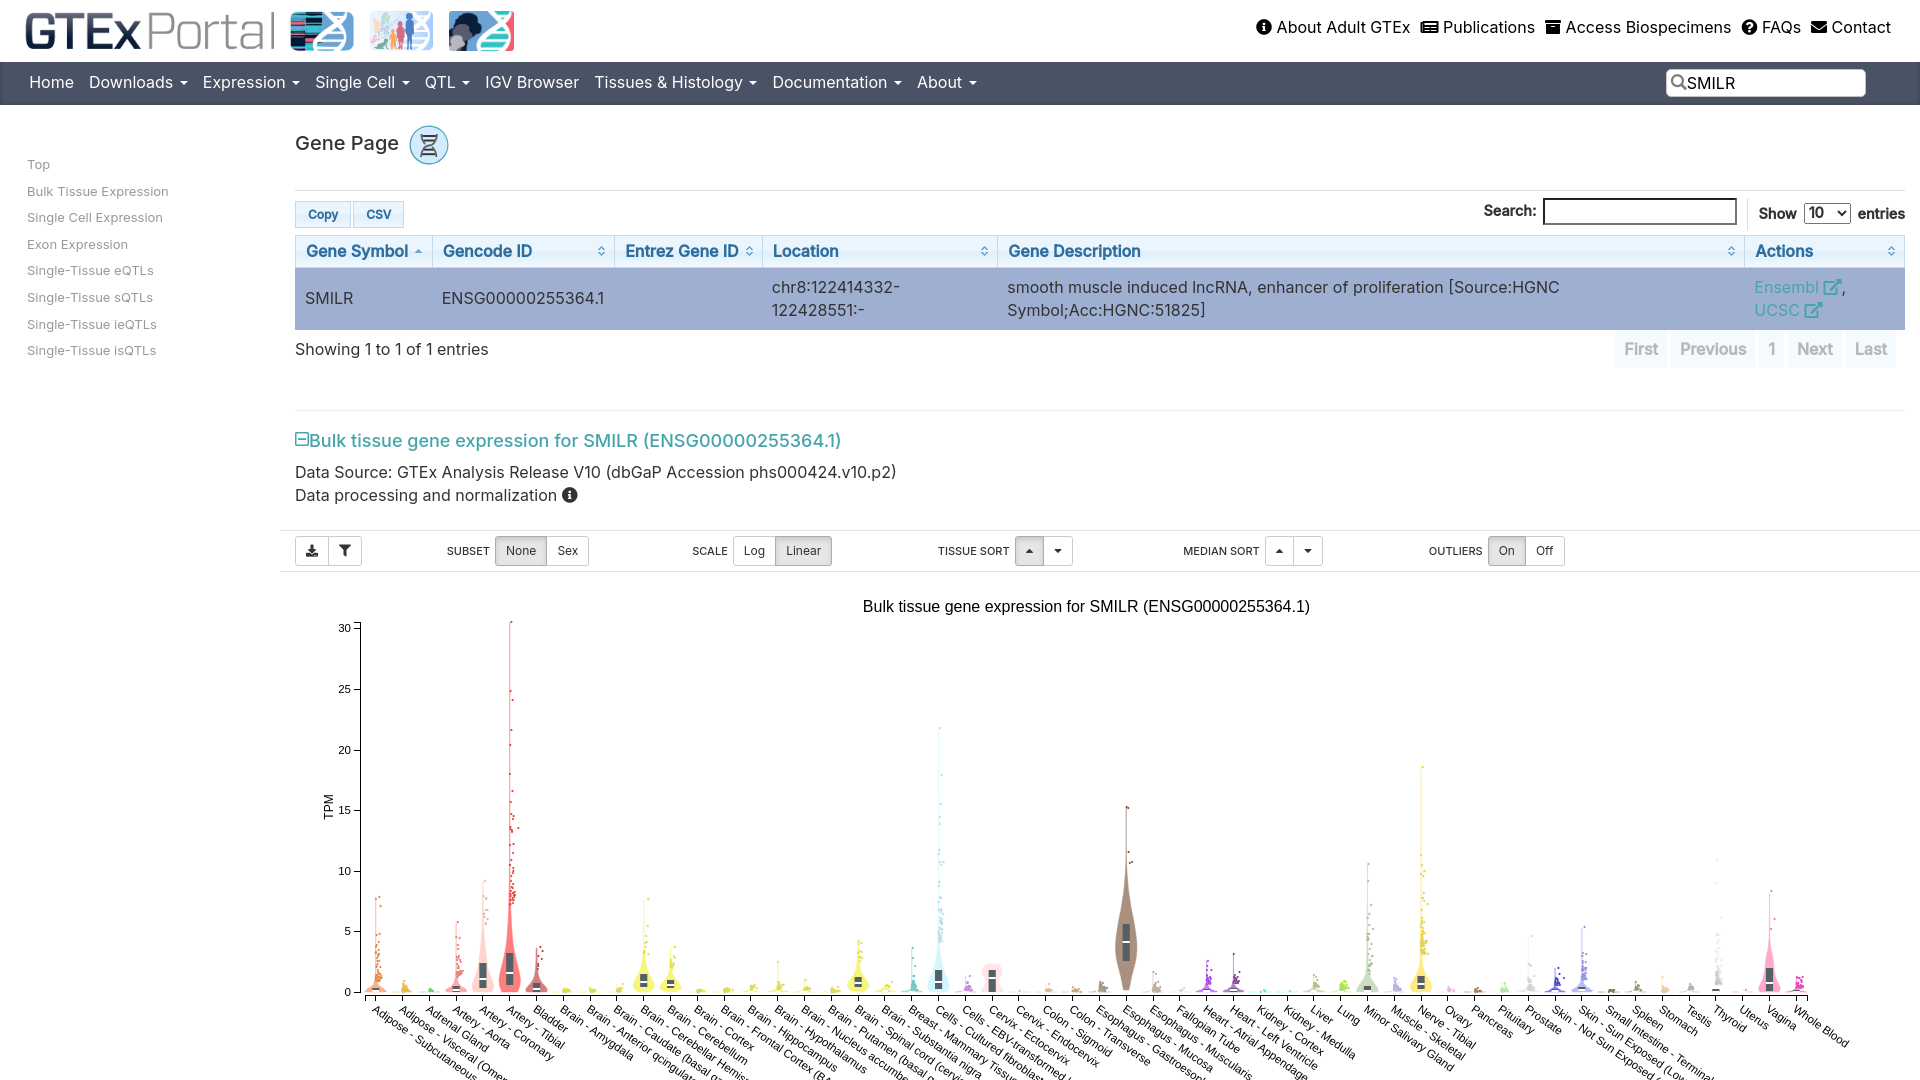 GTEx Portal
About Adult GTEx Publications Access Biospecimens FAQs Contact
Home Downloads Expression Single Cell QTL IGV Browser Tissues & Histology Documentation About SMILR
Top
Bulk Tissue Expression
Single Cell Expression
Exon Expression
Single-Tissue eQTLs
Single-Tissue sQTLs
Single-Tissue ieQTLs
Single-Tissue isQTLs
Gene Page
Copy CSV Search: Show 10 entries
Gene Symbol Gencode ID Entrez Gene ID Location Gene Description Actions
SMILR ENSG00000255364.1 chr8:122414332-122428551:- smooth muscle induced lncRNA, enhancer of proliferation [Source:HGNC Symbol;Acc:HGNC:51825] Ensembl, UCSC
Showing 1 to 1 of 1 entries First Previous 1 Next Last
Bulk tissue gene expression for SMILR (ENSG00000255364.1)
Data Source: GTEx Analysis Release V10 (dbGaP Accession phs000424.v10.p2)
Data processing and normalization
SUBSET None Sex SCALE Log Linear TISSUE SORT MEDIAN SORT OUTLIERS On Off
Bulk tissue gene expression for SMILR (ENSG00000255364.1)
TPM
30
25
20
15
10
5
0
Adipose - Subcutaneous
Adipose - Visceral (Omen
Adrenal Gland
Artery - Aorta
Artery - Coronary
Artery - Tibial
Bladder
Brain - Amygdala
Brain - Anterior cingulat
Brain - Caudate (basal ga
Brain - Cerebellar Hemis
Brain - Cerebellum
Brain - Cortex
Brain - Frontal Cortex (BA
Brain - Hippocampus
Brain - Hypothalamus
Brain - Nucleus accumbe
Brain - Putamen (basal g
Brain - Spinal cord (cervi
Brain - Substantia nigra
Breast - Mammary Tissu
Cells - Cultured fibroblast
Cells - EBV-transformed l
Cervix - Ectocervix
Cervix - Endocervix
Colon - Sigmoid
Colon - Transverse
Esophagus - Gastroesop
Esophagus - Mucosa
Esophagus - Muscularis
Fallopian Tube
Heart - Atrial Appendage
Heart - Left Ventricle
Kidney - Cortex
Kidney - Medulla
Liver
Lung
Minor Salivary Gland
Muscle - Skeletal
Nerve - Tibial
Ovary
Pancreas
Pituitary
Prostate
Skin - Not Sun Exposed (
Skin - Sun Exposed (Low
Small Intestine - Terminal
Spleen
Stomach
Testis
Thyroid
Uterus
Vagina
Whole Blood